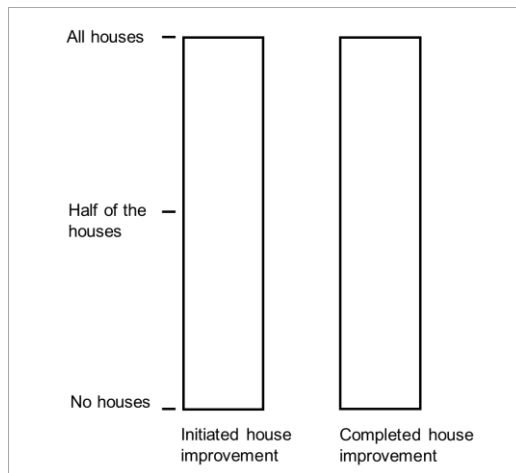 All houses
Half of the
houses
No houses
Initiated house
improvement
Completed house
improvement